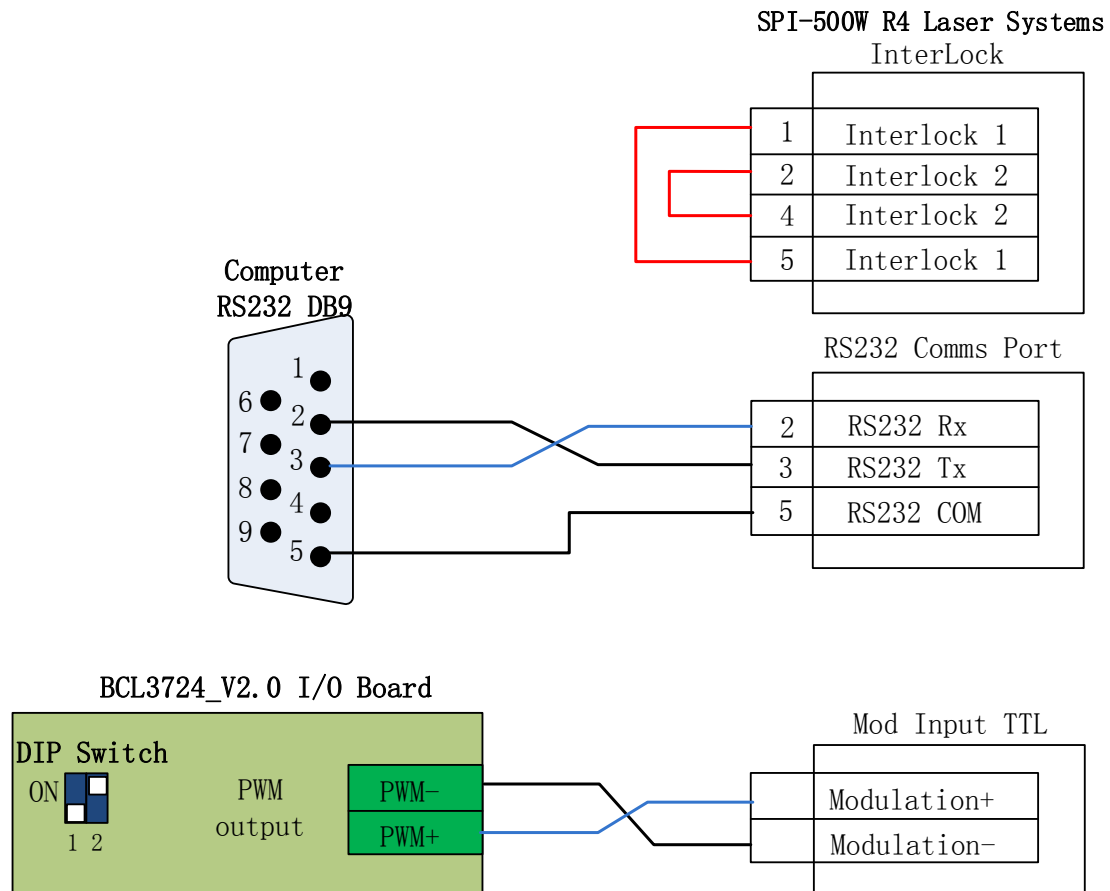 SPI-500W R4 Laser Systems
InterLock
1 Interlock 1
2 Interlock 2
4 Interlock 2
5 Interlock 1
Computer
RS232 DB9
1
6
2
7
3
8
4
9
5
RS232 Comms Port
2 RS232 Rx
3 RS232 Tx
5 RS232 COM
BCL3724_V2.0 I/O Board
DIP Switch
ON
1 2
PWM
output
PWM-
PWM+
Mod Input TTL
Modulation+
Modulation-